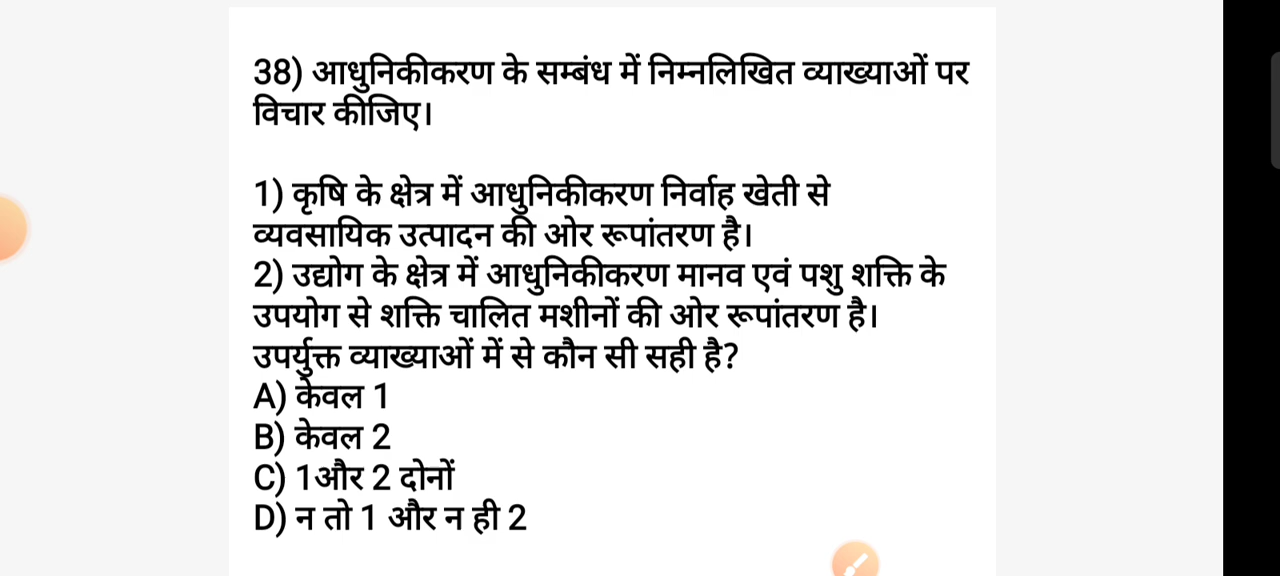 38) आधुनिकीकरण के सम्बंध में निम्नलिखित व्याख्याओं पर
विचार कीजिए।
1) कृषि के क्षेत्र में आधुनिकीकरण निर्वाह खेती से
व्यवसायिक उत्पादन की ओर रूपांतरण है।
2) उद्योग के क्षेत्र में आधुनिकीकरण मानव एवं पशु शक्ति के
उपयोग से शक्ति चालित मशीनों की ओर रूपांतरण है।
उपर्युक्त व्याख्याओं में से कौन सी सही है?
A) केवल 1
B) केवल 2
C) 1और 2 दोनों
D) न तो 1 और न ही 2